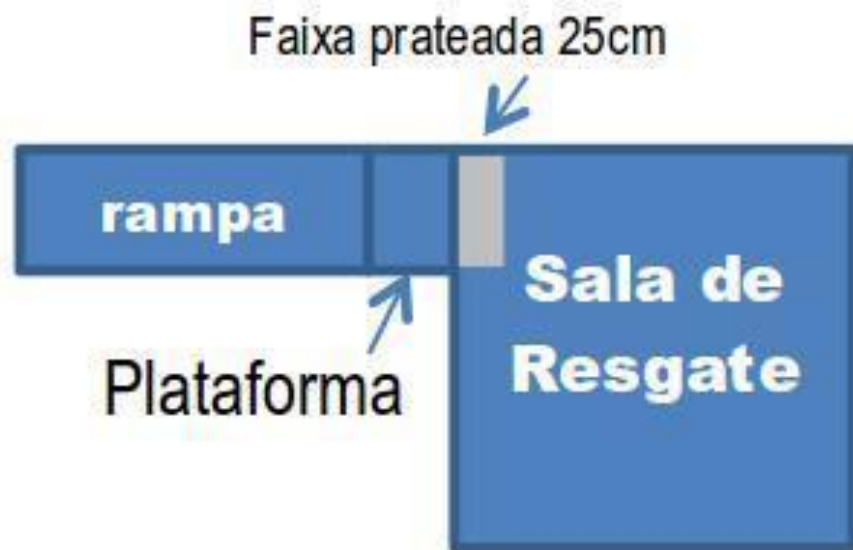 Faixa prateada 25cm
rampa
Sala de
Resgate
Plataforma